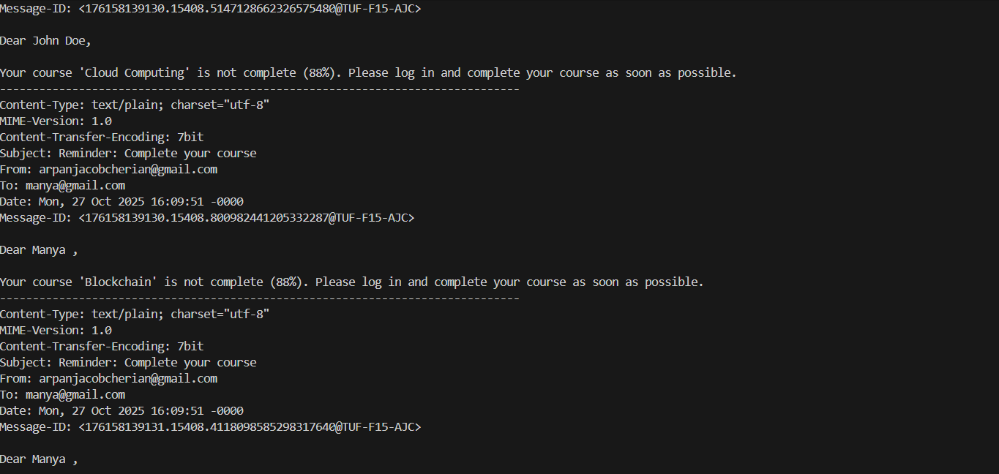 Message-ID: <176158139130.15408.5147128662326575480@TUF-F15-AJC>
Dear John Doe,
Your course 'Cloud Computing' is not complete (88%). Please log in and complete your course as soon as possible.
-------------------------------------------------------------------------------
Content-Type: text/plain; charset="utf-8"
MIME-Version: 1.0
Content-Transfer-Encoding: 7bit
Subject: Reminder: Complete your course
From: arpanjacobcherian@gmail.com
To: manya@gmail.com
Date: Mon, 27 Oct 2025 16:09:51 -0000
Message-ID: <176158139130.15408.800982441205332287@TUF-F15-AJC>
Dear Manya ,
Your course 'Blockchain' is not complete (88%). Please log in and complete your course as soon as possible.
-------------------------------------------------------------------------------
Content-Type: text/plain; charset="utf-8"
MIME-Version: 1.0
Content-Transfer-Encoding: 7bit
Subject: Reminder: Complete your course
From: arpanjacobcherian@gmail.com
To: manya@gmail.com
Date: Mon, 27 Oct 2025 16:09:51 -0000
Message-ID: <176158139131.15408.4118098585298317640@TUF-F15-AJC>
Dear Manya ,